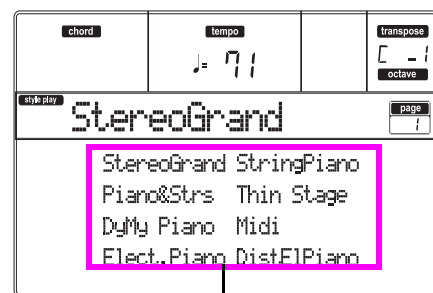 chord tempo transpose
♩= 71 C -1
octave
style play StereoGrand page
1
StereoGrand StringPiano
Piano&Strs Thin Stage
DyMy Piano Midi
Elect.Piano DistElPiano